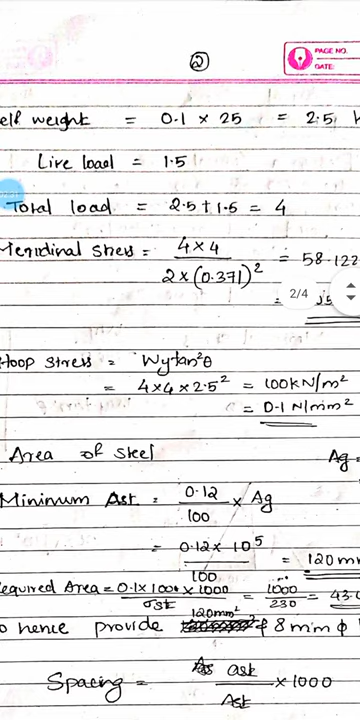 PAGE NO.
②
DATE:
elf weight = 0.1 × 25 = 2.5
Live load = 1.5
Total load = 2.5 + 1.5 = 4
Meridinal stress = 4 × 4 / 2 × (0.371)² = 58.122
2/4
Hoop stress = Wy tan²θ
= 4 × 4 × 2.5² = 100 kN/m²
= 0.1 N/mm²
Area of steel Ag =
Minimum Ast = 0.12 / 100 × Ag
= 0.12 × 10⁵ / 100 = 120 mm
equired Area = 0.1 × 1000 × 1000 / σst = 1000 / 230 = 43.
o hence provide 120mm² of 8 mm ϕ
Spacing = ast / Ast × 1000